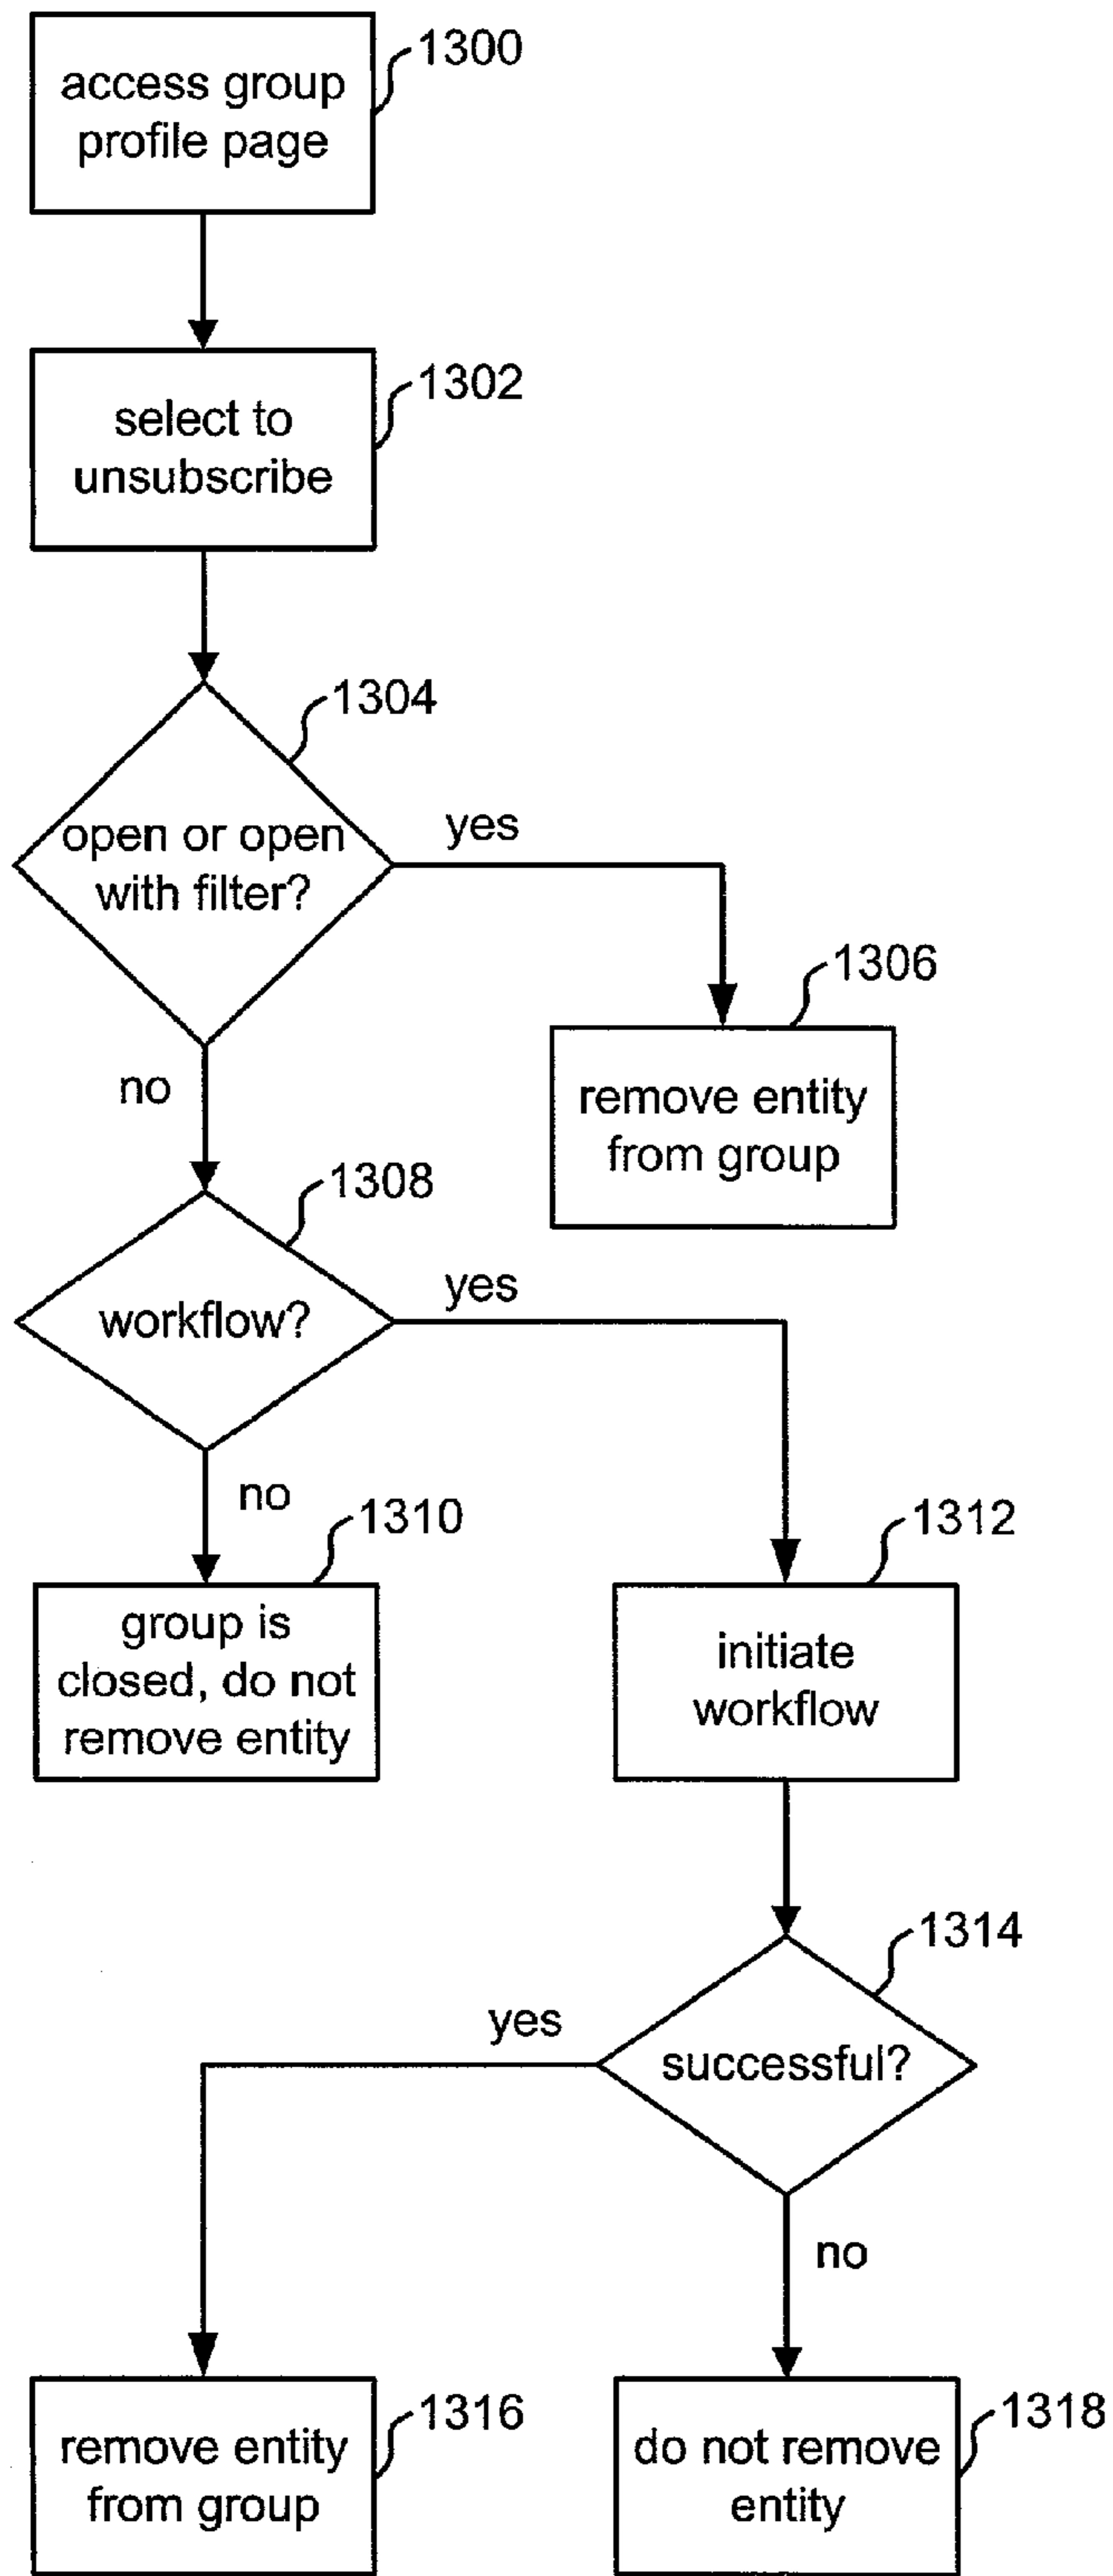 1300
access group
profile page
1302
select to
unsubscribe
1304
open or open
with filter?
yes
1306
remove entity
from group
no
1308
workflow?
yes
no
1310
group is
closed, do not
remove entity
1312
initiate
workflow
1314
successful?
yes
no
1316
remove entity
from group
1318
do not remove
entity